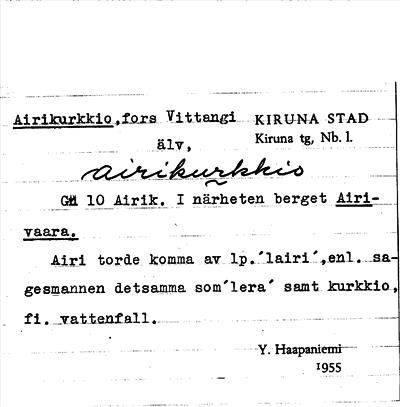 Airikurkkio,fors Vittangi KIRUNA STAD
älv, Kiruna tg, Nb. l.
airikurkkio
GM 10 Airik. I närheten berget Airi-
vaara.
Airi torde komma av lp.´lairi´,enl. sa-
gesmannen detsamma som´lera´ samt kurkkio,
fi. vattenfall.
Y. Haapaniemi
1955